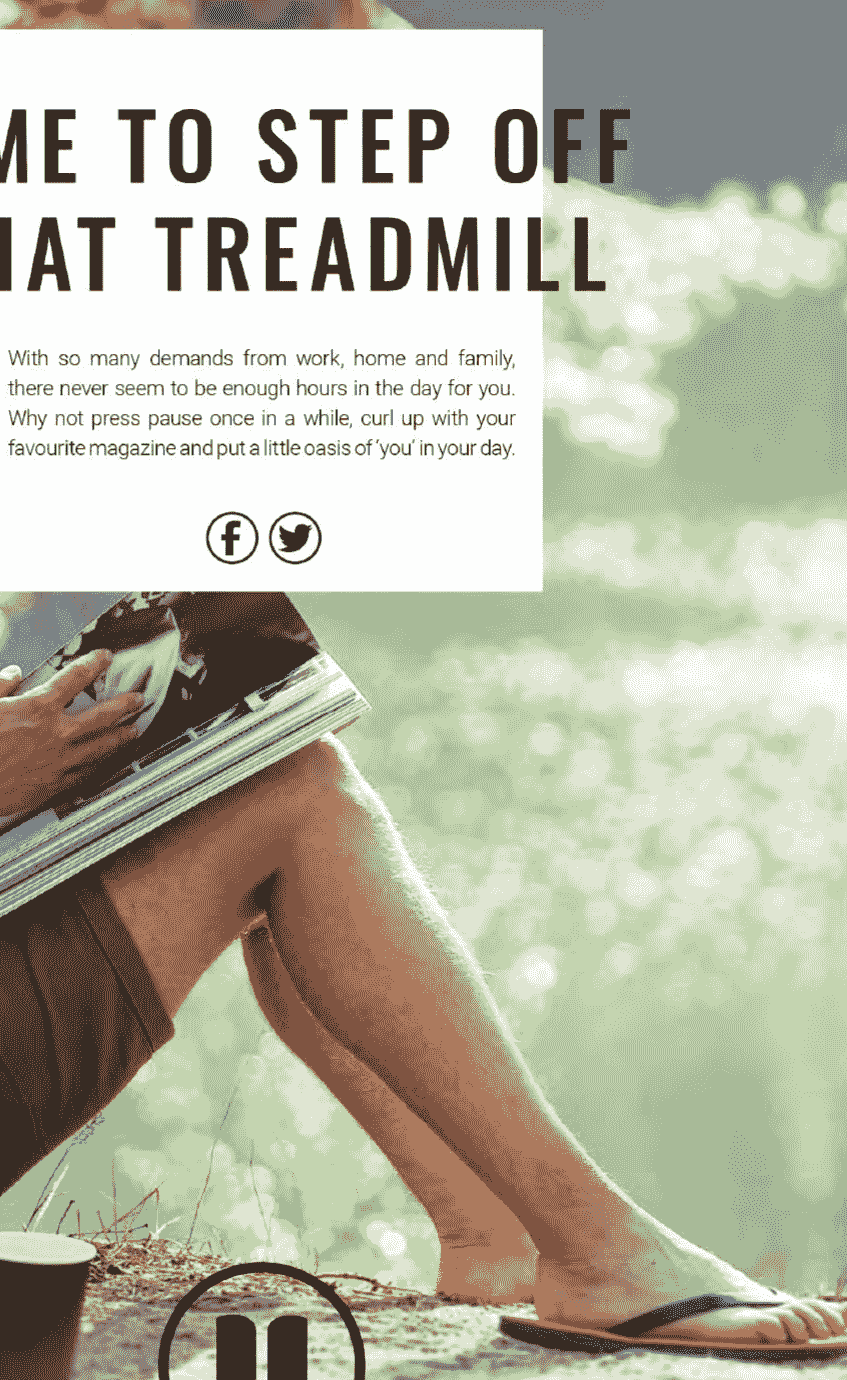 ME TO STEP OFF
HAT TREADMILL
With so many demands from work, home and family,
there never seem to be enough hours in the day for you.
Why not press pause once in a while, curl up with your
favourite magazine and put a little oasis of ‘you’ in your day.